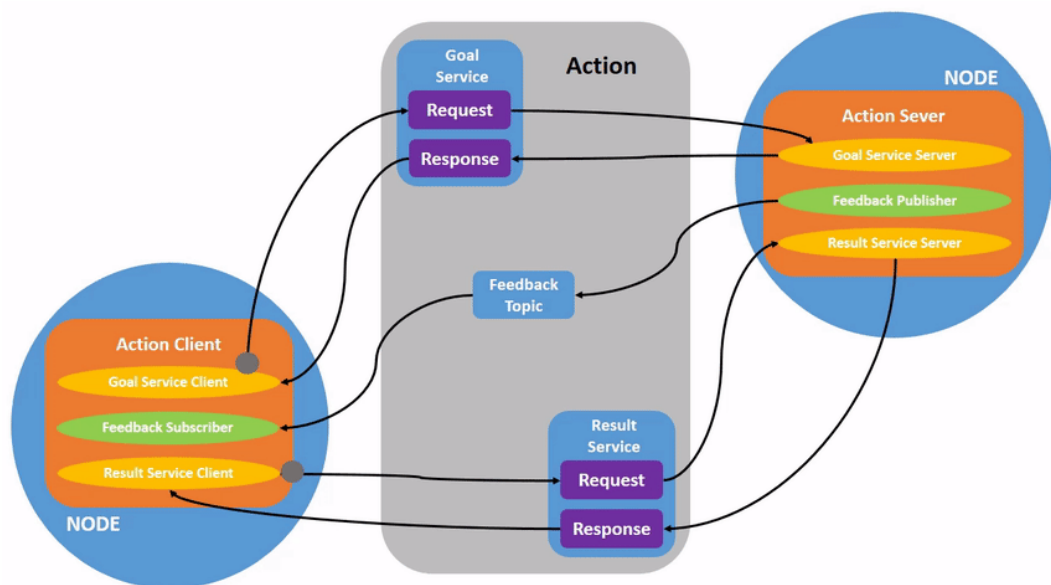 Goal
Service
Request
Response
Action
NODE
Action Sever
Goal Service Server
Feedback Publisher
Result Service Server
Feedback
Topic
Action Client
Goal Service Client
Feedback Subscriber
Result Service Client
NODE
Result
Service
Request
Response